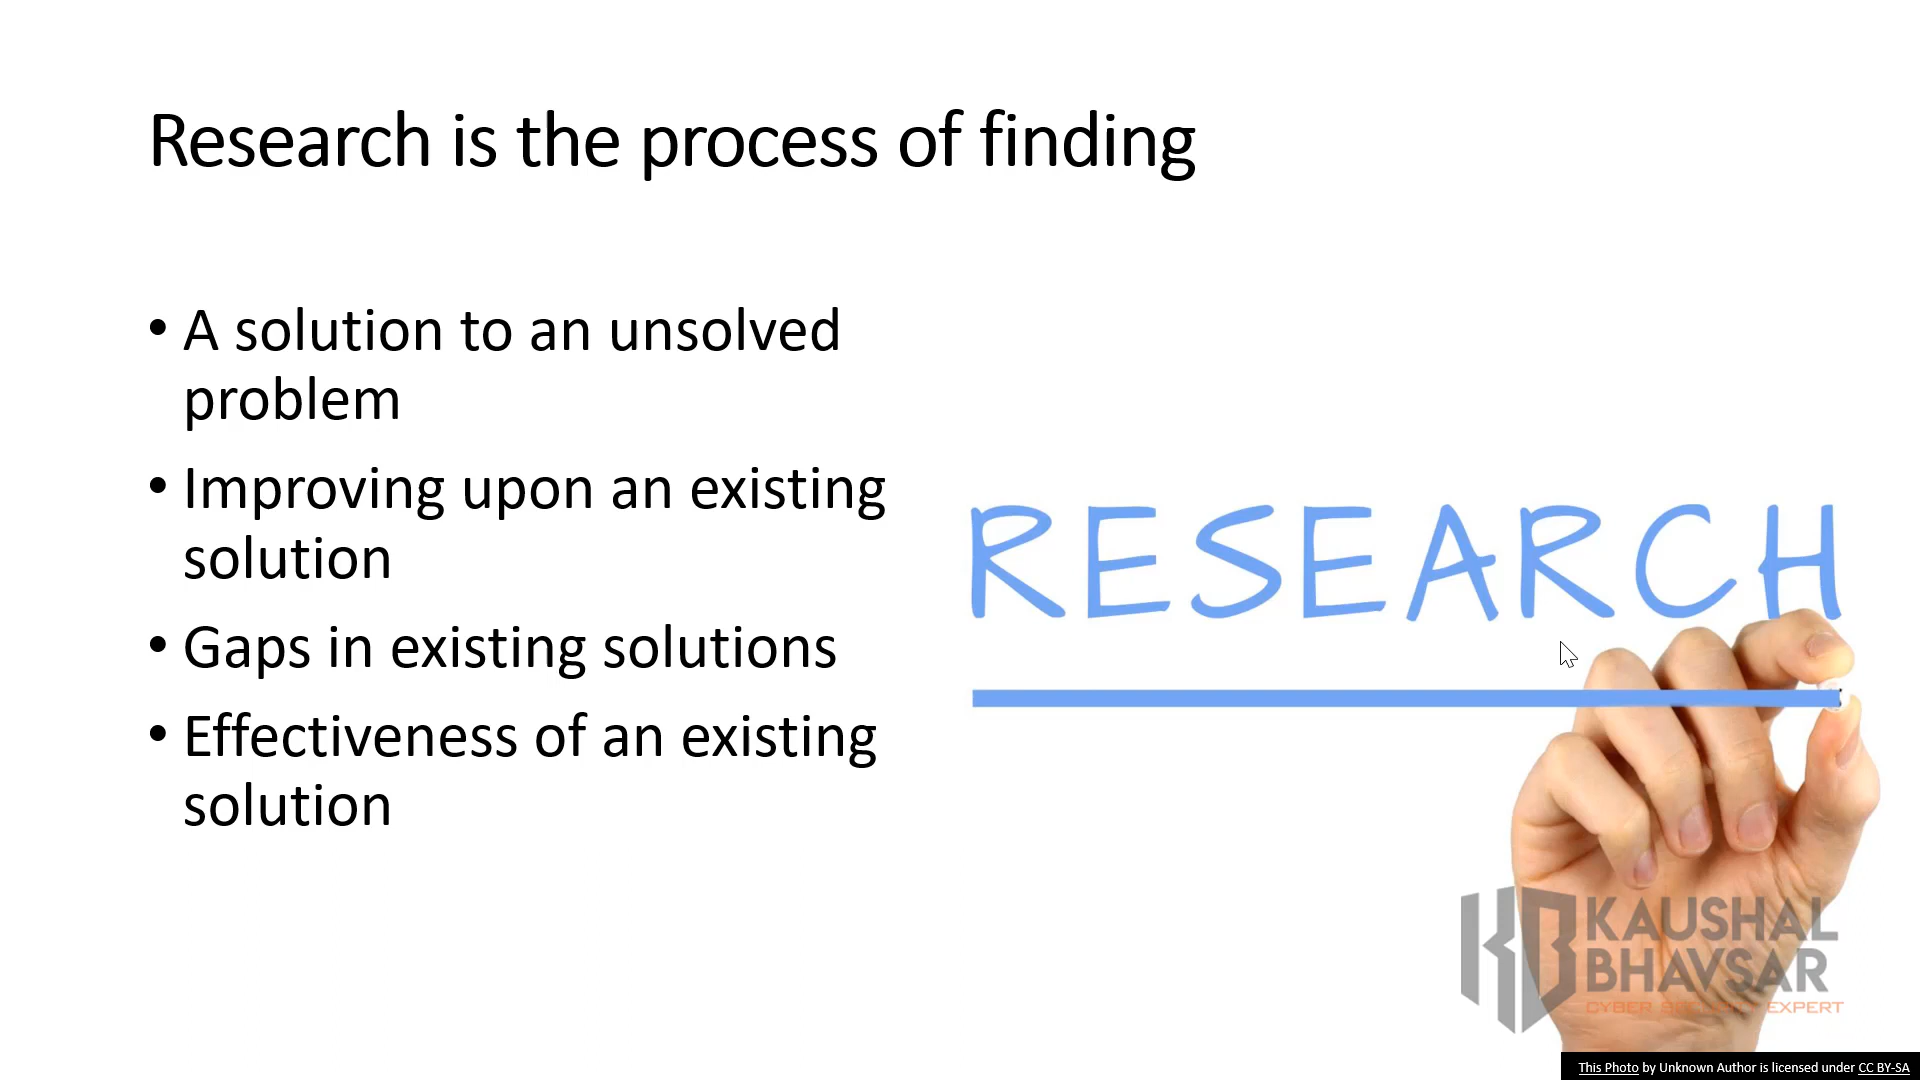 Research is the process of finding
• A solution to an unsolved
problem
• Improving upon an existing
solution
• Gaps in existing solutions
• Effectiveness of an existing
solution
RESEARCH
KAUSHAL
BHAVSAR
CYBER SECURITY EXPERT
This Photo by Unknown Author is licensed under CC BY-SA